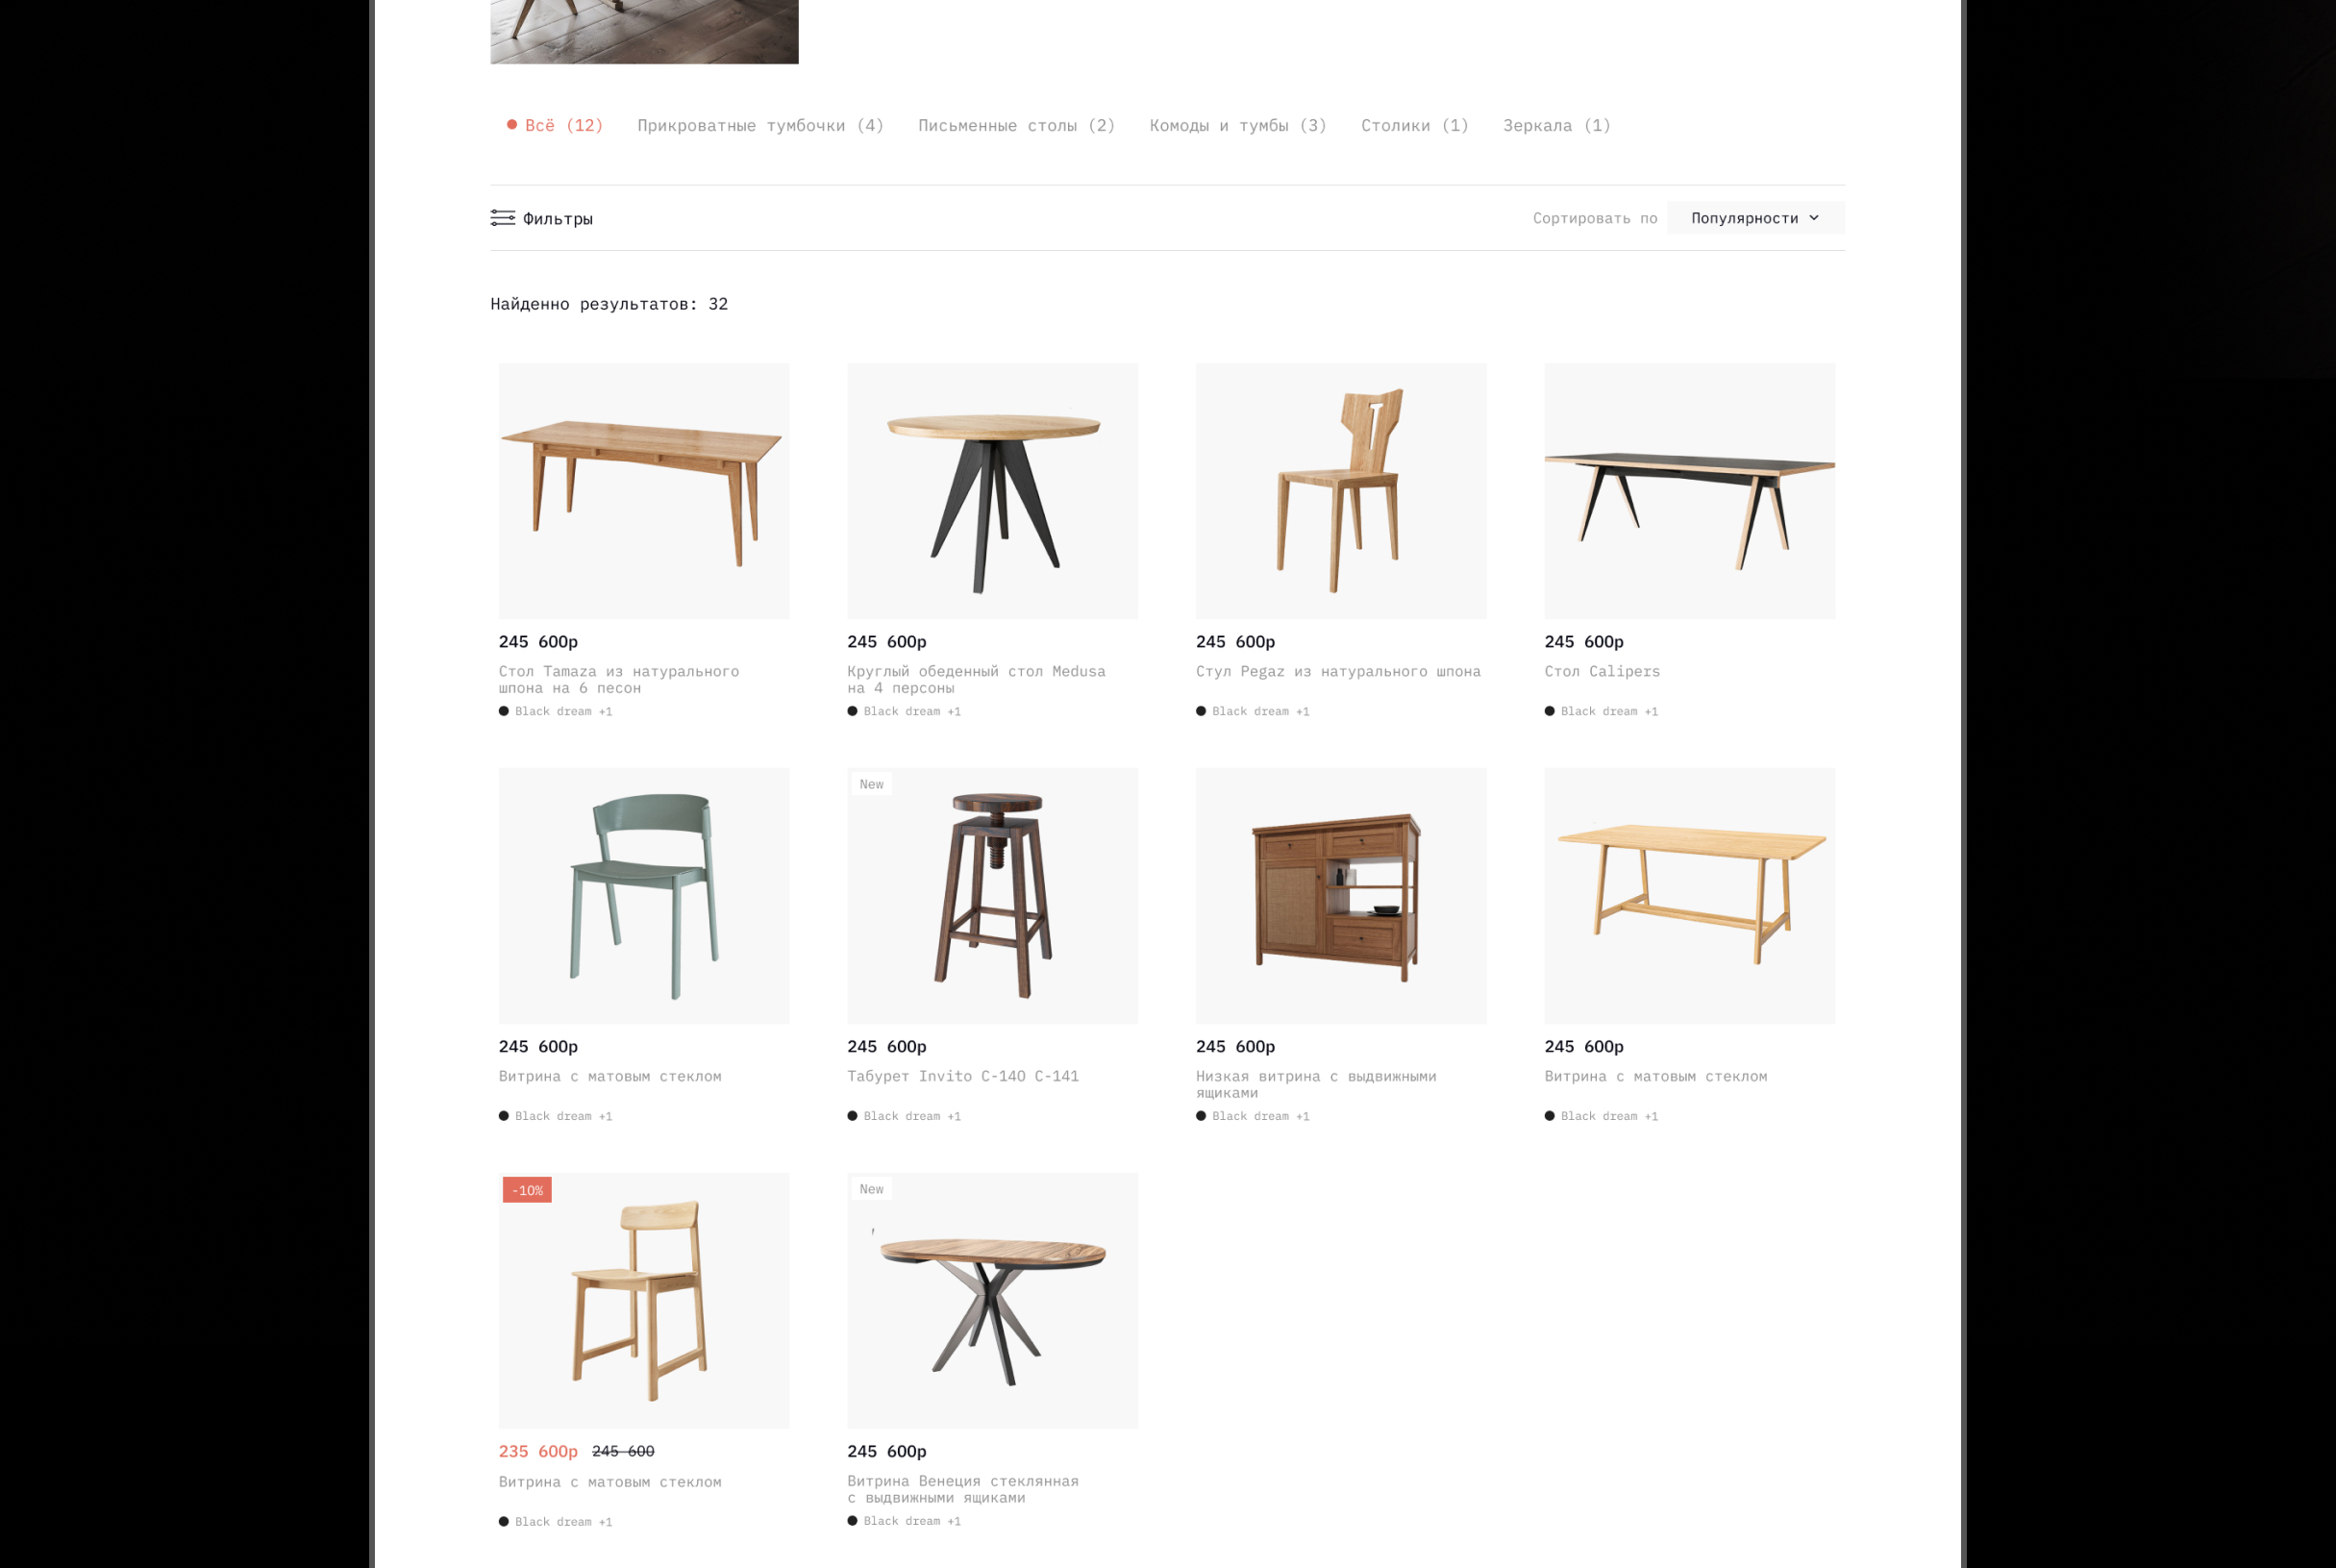 Всё (12) Прикроватные тумбочки (4) Письменные столы (2) Комоды и тумбы (3) Столики (1) Зеркала (1)
Фильтры Сортировать по Популярности
Найденно результатов: 32
245 600р
Стол Tamaza из натурального
шпона на 6 песон
Black dream +1
245 600р
Круглый обеденный стол Medusa
на 4 персоны
Black dream +1
245 600р
Стул Pegaz из натурального шпона
Black dream +1
245 600р
Стол Calipers
Black dream +1
245 600р
Витрина с матовым стеклом
Black dream +1
New
245 600р
Табурет Invito C-140 C-141
Black dream +1
245 600р
Низкая витрина с выдвижными
ящиками
Black dream +1
245 600р
Витрина с матовым стеклом
Black dream +1
-10%
235 600р 245 600
Витрина с матовым стеклом
Black dream +1
New
245 600р
Витрина Венеция стеклянная
с выдвижными ящиками
Black dream +1